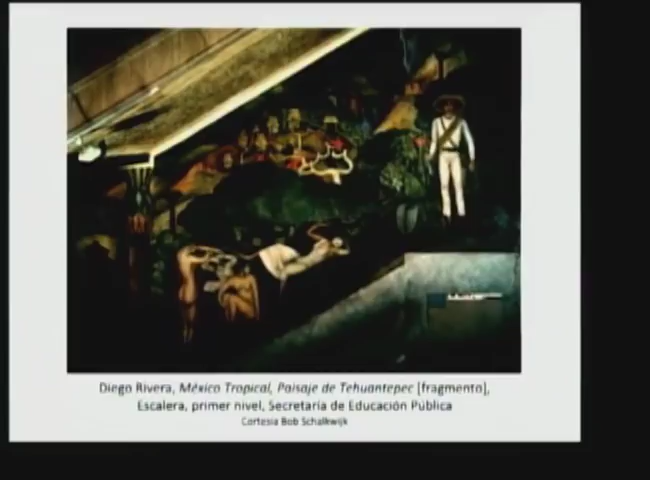 Diego Rivera, México Tropical, Paisaje de Tehuantepec [fragmento],
Escalera, primer nivel, Secretaría de Educación Pública
Cortesía Bob Schalkwijk